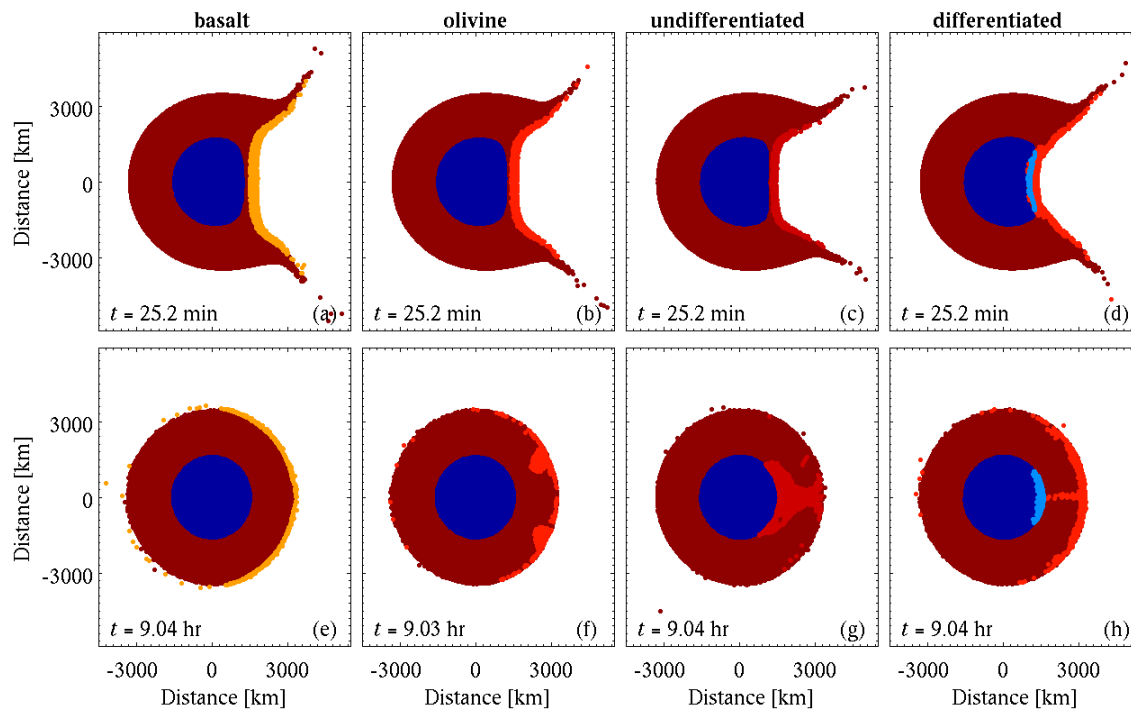 basalt olivine undifferentiated differentiated
Distance [km]
3000
0
-3000
t = 25.2 min (a)
t = 25.2 min (b)
t = 25.2 min (c)
t = 25.2 min (d)
Distance [km]
3000
0
-3000
t = 9.04 hr (e)
t = 9.03 hr (f)
t = 9.04 hr (g)
t = 9.04 hr (h)
-3000 0 3000 -3000 0 3000 -3000 0 3000 -3000 0 3000
Distance [km] Distance [km] Distance [km] Distance [km]